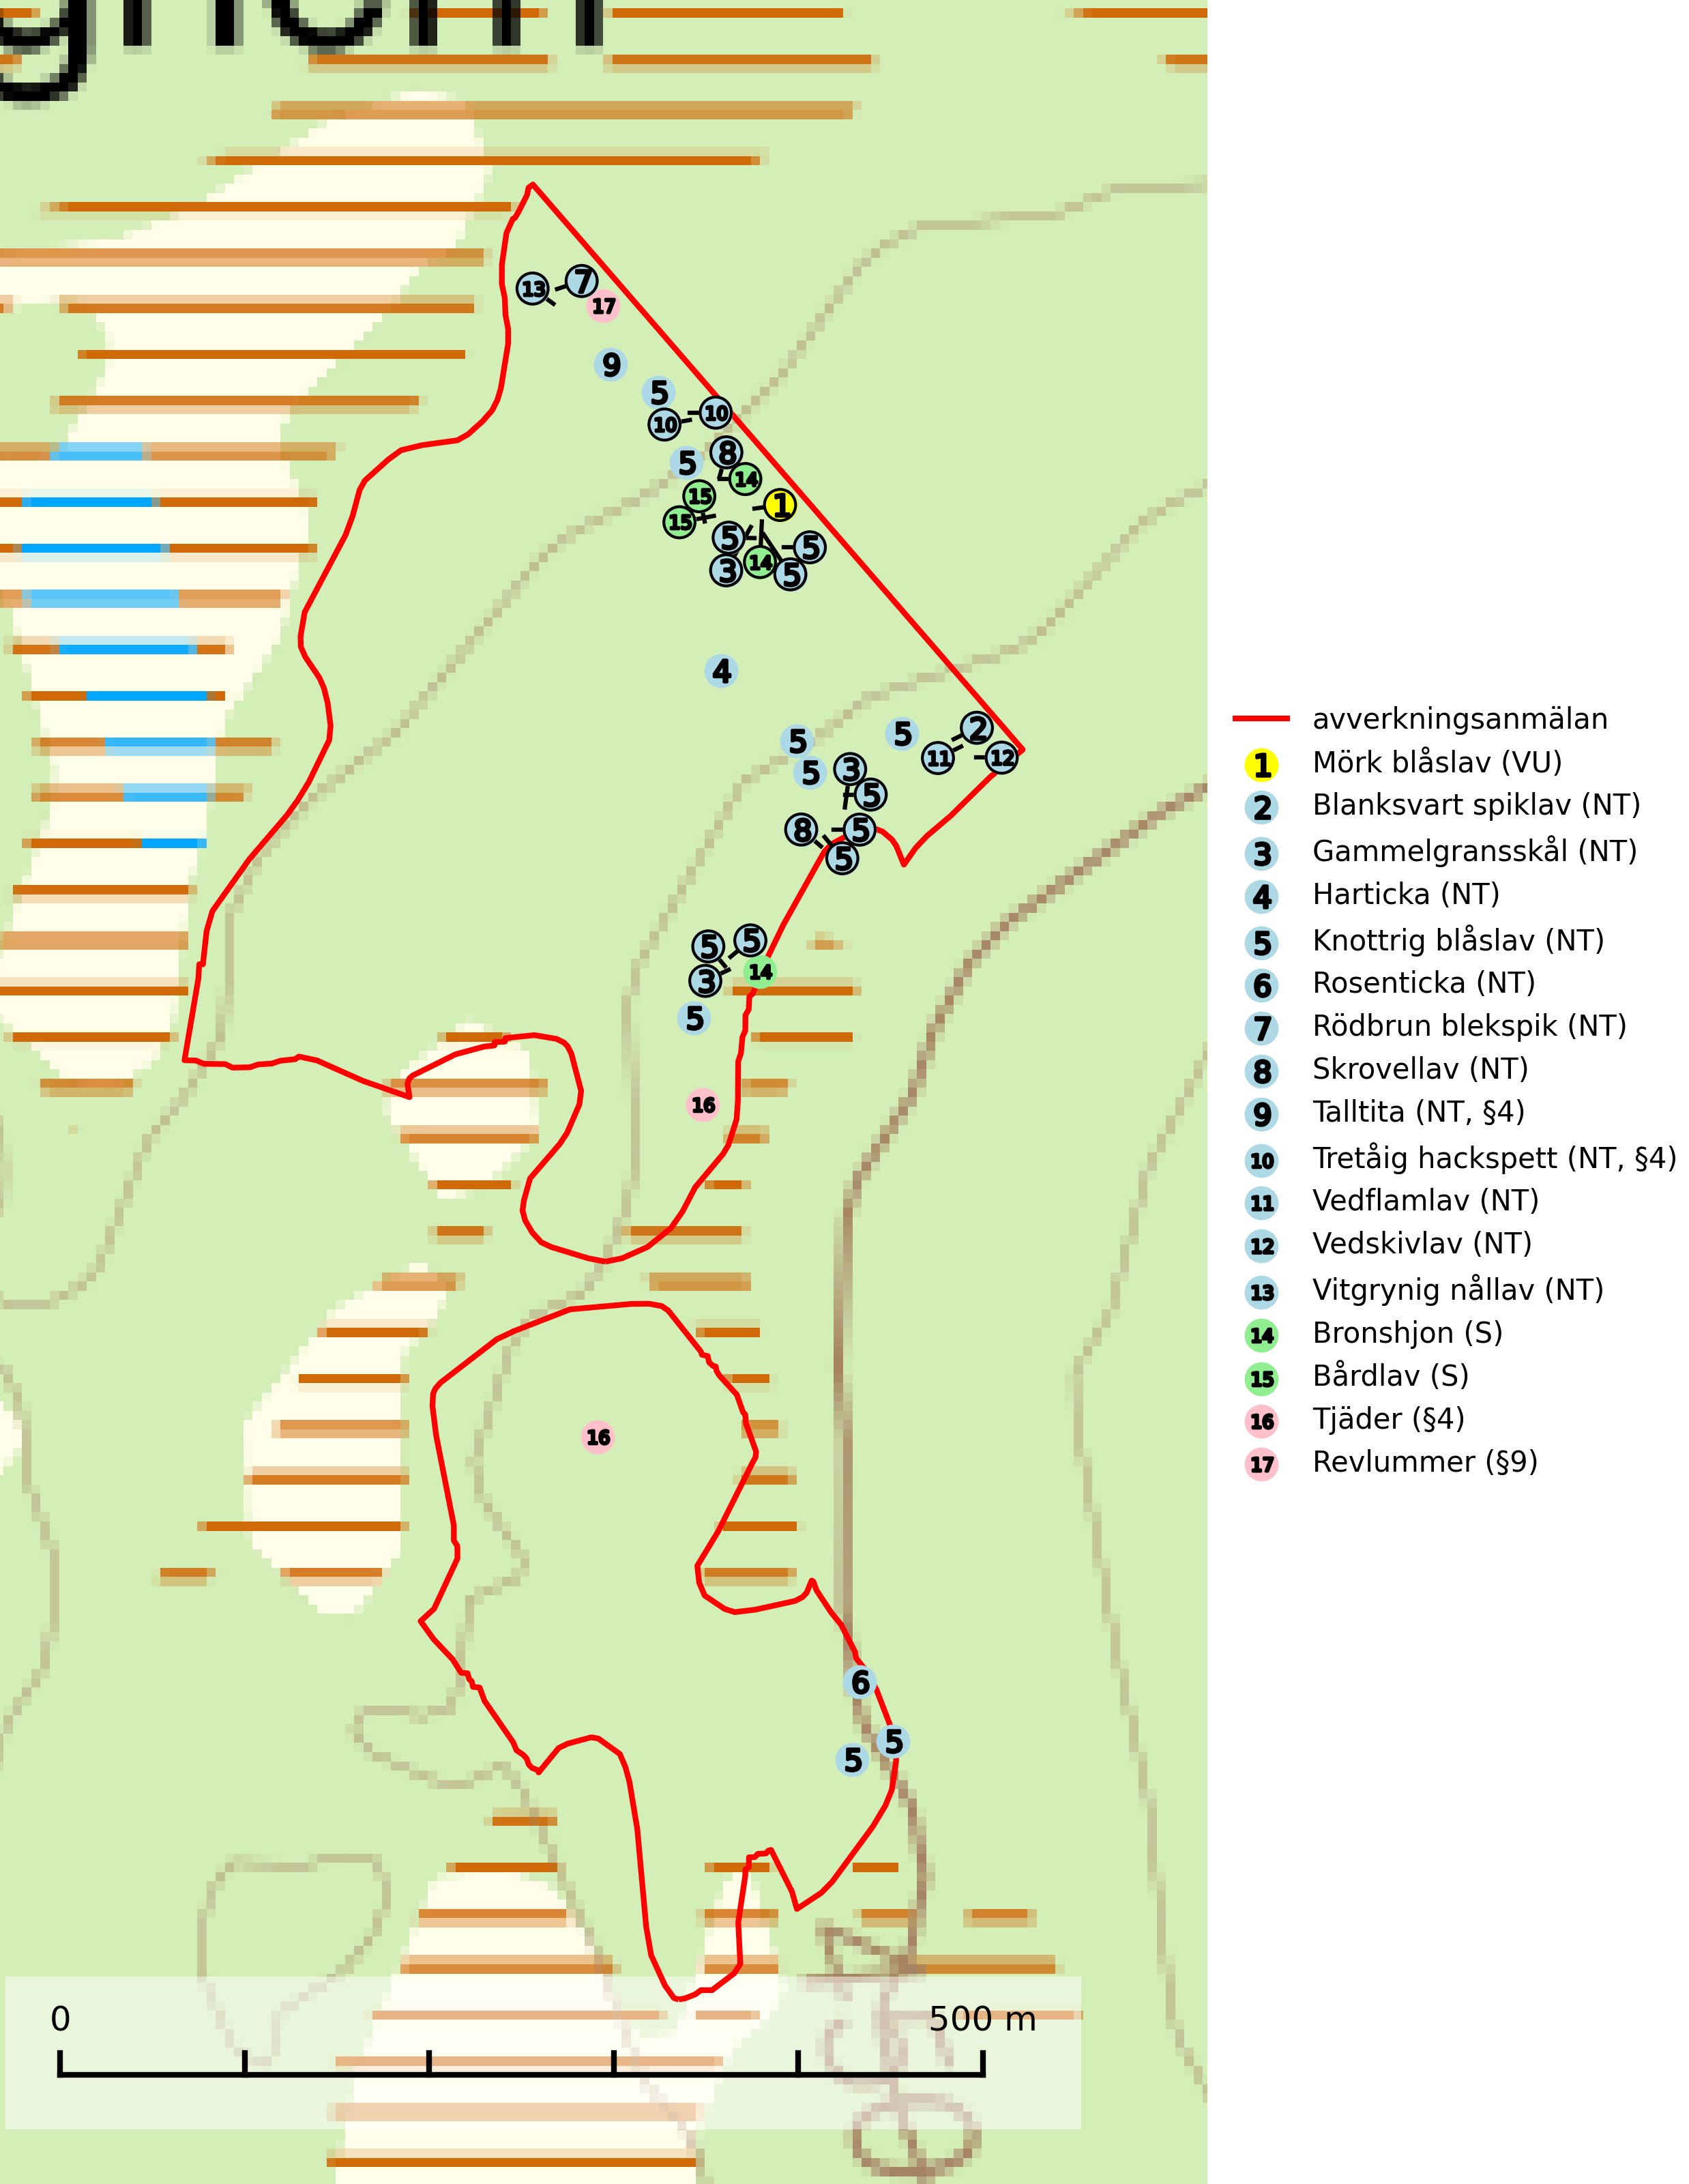 13
7
17
9
5
10
10
8
5
14
15
1
15
5
5
14
3
5
4
2
5
5
11
12
3
5
5
8
5
5
5
5
14
3
5
16
16
6
5
5
0
500 m
avverkningsanmälan
1 Mörk blåslav (VU)
2 Blanksvart spiklav (NT)
3 Gammelgransskål (NT)
4 Harticka (NT)
5 Knottrig blåslav (NT)
6 Rosenticka (NT)
7 Rödbrun blekspik (NT)
8 Skrovellav (NT)
9 Talltita (NT, §4)
10 Tretåig hackspett (NT, §4)
11 Vedflamlav (NT)
12 Vedskivlav (NT)
13 Vitgrynig nållav (NT)
14 Bronshjon (S)
15 Bårdlav (S)
16 Tjäder (§4)
17 Revlummer (§9)